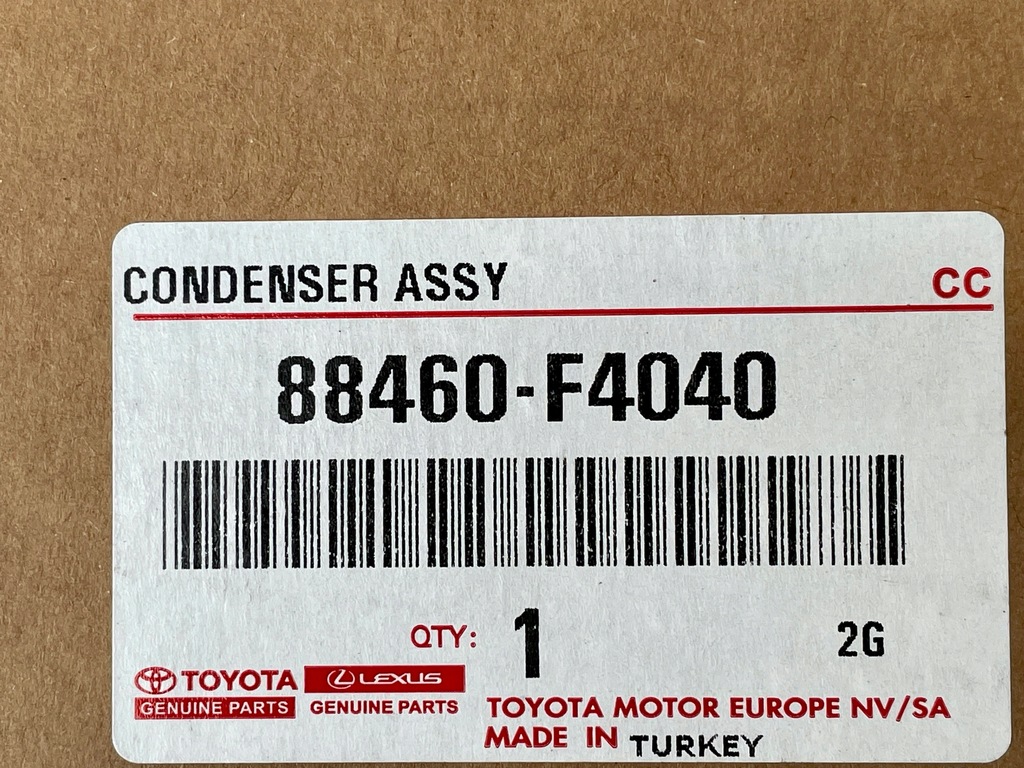 CONDENSER ASSY CC
88460-F4040
QTY: 1 2G
TOYOTA LEXUS
GENUINE PARTS GENUINE PARTS
TOYOTA MOTOR EUROPE NV/SA
MADE IN TURKEY